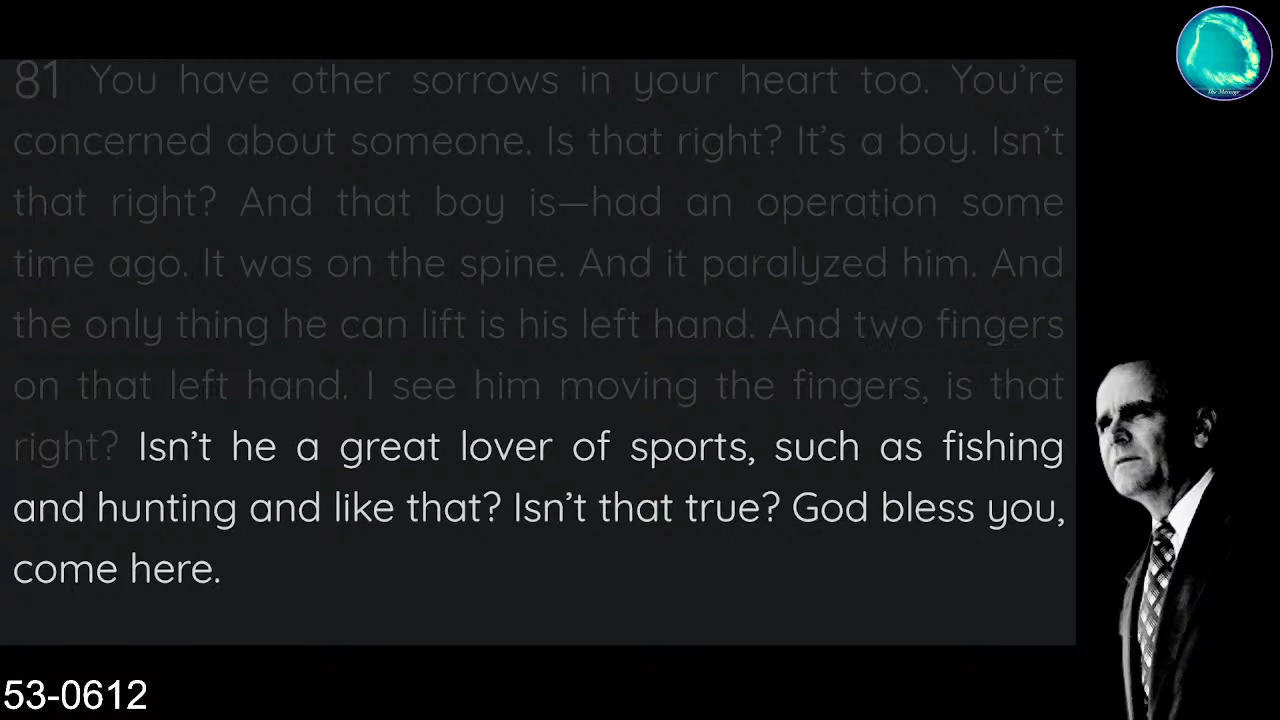 81 You have other sorrows in your heart too. You're
concerned about someone. Is that right? It's a boy. Isn't
that right? And that boy is—had an operation some
time ago. It was on the spine. And it paralyzed him. And
the only thing he can lift is his left hand. And two fingers
on that left hand. I see him moving the fingers, is that
right? Isn't he a great lover of sports, such as fishing
and hunting and like that? Isn't that true? God bless you,
come here.
The Message
53-0612